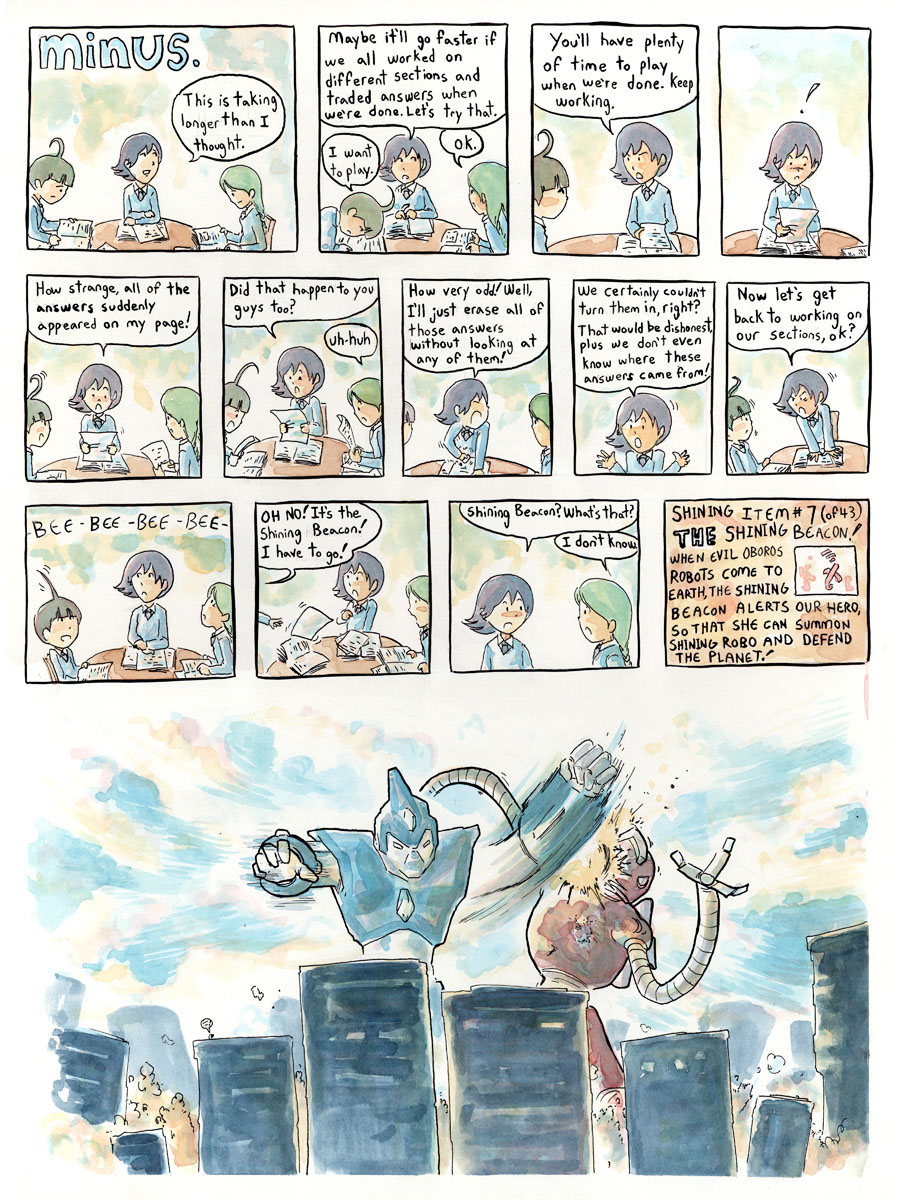 minus.
This is taking
longer than I
thought.
Maybe it'll go faster if
we all worked on
different sections and
traded answers when
we're done. Let's try that.
I want
to play.
ok.
You'll have plenty
of time to play
when we're done. Keep
working.
!
How strange, all of the
answers suddenly
appeared on my page!
Did that happen to you
guys too?
uh-huh
How very odd! Well,
I'll just erase all of
those answers
without looking at
any of them!
We certainly couldn't
turn them in, right?
That would be dishonest,
plus we don't even
know where these
answers came from!
Now let's get
back to working on
our sections, ok?
-BEE-BEE-BEE-BEE-
OH NO! It's the
Shining Beacon!
I have to go!
Shining Beacon? What's that?
I don't know.
SHINING ITEM # 7 (of 43)
THE SHINING BEACON!
WHEN EVIL OBOROS
ROBOTS COME TO
EARTH, THE SHINING
BEACON ALERTS OUR HERO,
SO THAT SHE CAN SUMMON
SHINING ROBO AND DEFEND
THE PLANET!